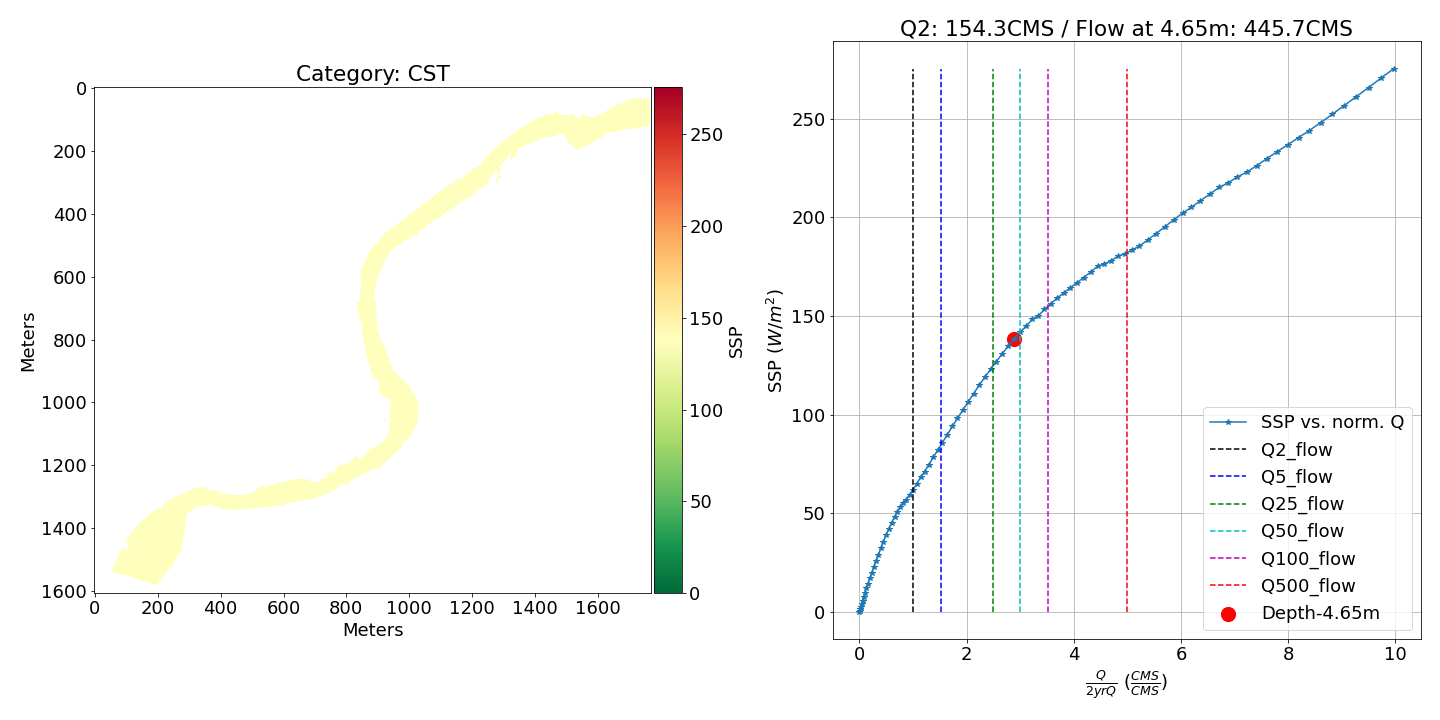 Category: CST
0
200
400
600
800
1000
1200
1400
1600
Meters
0 200 400 600 800 1000 1200 1400 1600
Meters
250
200
150
100
50
0
SSP
Q2: 154.3CMS / Flow at 4.65m: 445.7CMS
250
200
150
100
50
0
SSP (W/m²)
0 2 4 6 8 10
Q/2yrQ (CMS/CMS)
SSP vs. norm. Q
Q2_flow
Q5_flow
Q25_flow
Q50_flow
Q100_flow
Q500_flow
Depth-4.65m